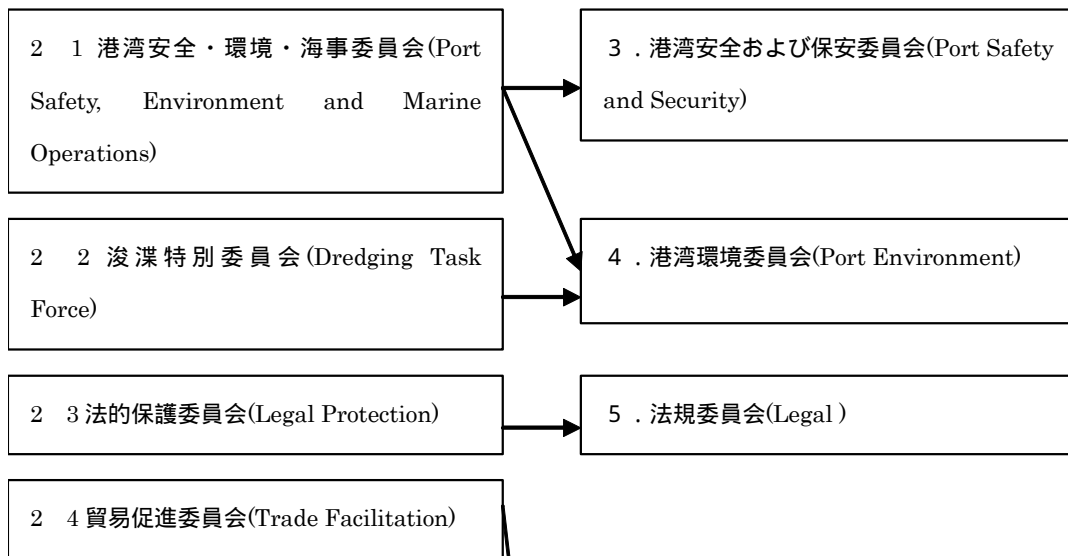 2 1 港湾安全・環境・海事委員会(Port
Safety, Environment and Marine
Operations)
3．港湾安全および保安委員会(Port Safety
and Security)
2 2 浚渫特別委員会(Dredging Task
Force)
4．港湾環境委員会(Port Environment)
2 3法的保護委員会(Legal Protection)
5．法規委員会(Legal )
2 4貿易促進委員会(Trade Facilitation)